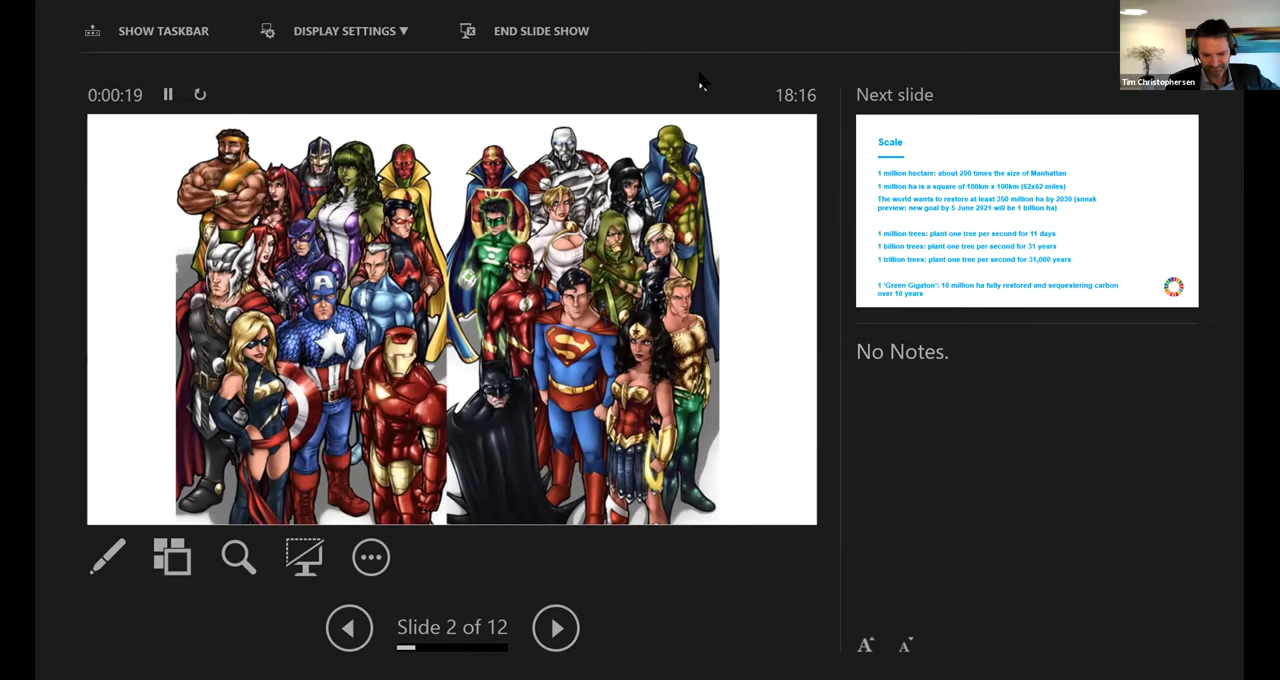 SHOW TASKBAR
DISPLAY SETTINGS ▼
END SLIDE SHOW
Tim Christophersen
0:00:19
18:16
Next slide
Scale
1 million hectare: about 200 times the size of Manhattan
1 million ha is a square of 100km x 100km (62x62 miles)
The world wants to restore at least 350 million ha by 2030 (sneak
preview: new goal by 5 June 2021 will be 1 billion ha)
1 million trees: plant one tree per second for 11 days
1 billion trees: plant one tree per second for 31 years
1 trillion trees: plant one tree per second for 31,000 years
1 ‘Green Gigaton’: 10 million ha fully restored and sequestering carbon
over 10 years
No Notes.
Slide 2 of 12
A
A